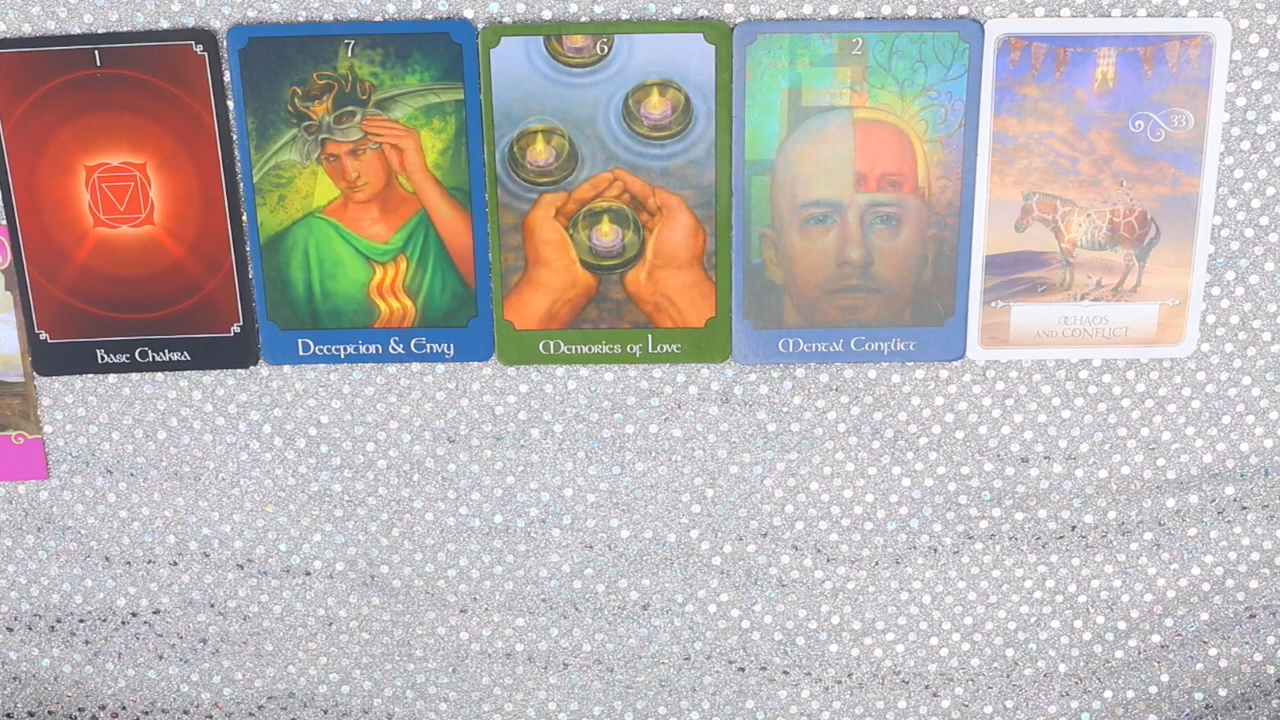 1
Base Chakra
7
Deception & Envy
6
Memories of Love
2
Mental Conflict
33
CHAOS
AND CONFLICT